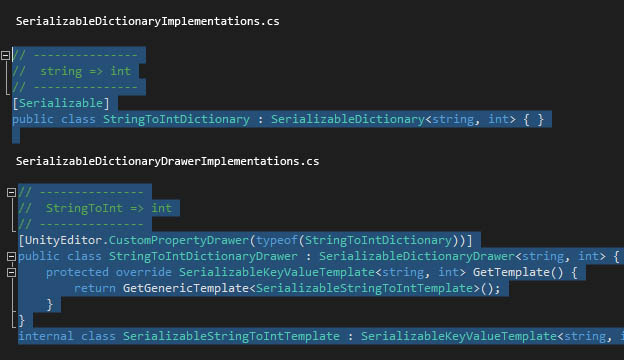 SerializableDictionaryImplementations.cs
// ---------------
//  string => int
// ---------------
[Serializable]
public class StringToIntDictionary : SerializableDictionary<string, int> { }
SerializableDictionaryDrawerImplementations.cs
// ---------------
//  StringToInt => int
// ---------------
[UnityEditor.CustomPropertyDrawer(typeof(StringToIntDictionary))]
public class StringToIntDictionaryDrawer : SerializableDictionaryDrawer<string, int> {
protected override SerializableKeyValueTemplate<string, int> GetTemplate() {
return GetGenericTemplate<SerializableStringToIntTemplate>();
}
}
internal class SerializableStringToIntTemplate : SerializableKeyValueTemplate<string,